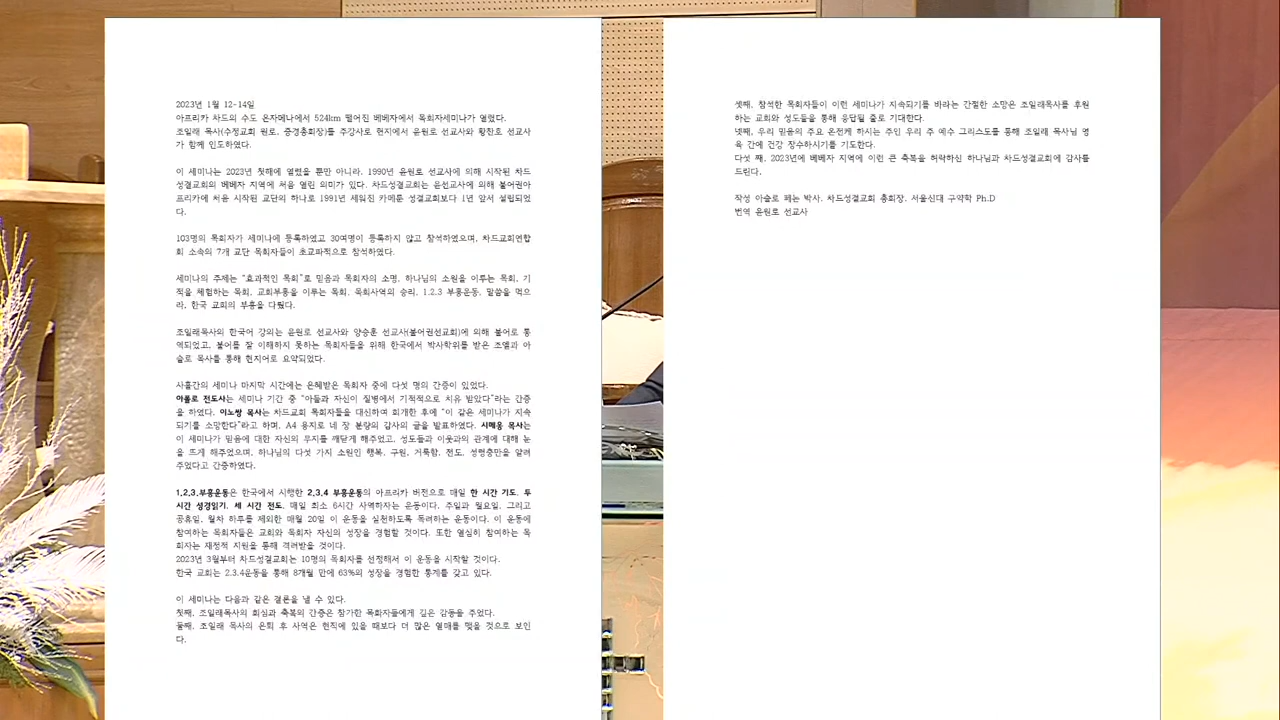 2023년 1월 12-14일
아프리카 차드의 수도 은자메나에서 524km 떨어진 베베자에서 목회자세미나가 열렸다.
조일래 목사(수정교회 원로, 증경총회장)를 주강사로 현지에서 윤원로 선교사와 황찬호 선교사
가 함께 인도하였다.
이 세미나는 2023년 첫해에 열렸을 뿐만 아니라, 1990년 윤원로 선교사에 의해 시작된 차드
성결교회의 베베자 지역에 처음 열린 의미가 있다. 차드성결교회는 윤선교사에 의해 불어권아
프리카에 처음 시작된 교단의 하나로 1991년 세워진 카메룬 성결교회보다 1년 앞서 설립되었
다.
103명의 목회자가 세미나에 등록하였고 30여명이 등록하지 않고 참석하였으며, 차드교회연합
회 소속의 7개 교단 목회자들이 초교파적으로 참석하였다.
세미나의 주제는 "효과적인 목회"로 믿음과 목회자의 소명, 하나님의 소원을 이루는 목회, 기
적을 체험하는 목회, 교회부흥을 이루는 목회, 목회사역의 승리, 1.2.3 부흥운동, 말씀을 먹으
라, 한국 교회의 부흥을 다뤘다.
조일래목사의 한국어 강의는 윤원로 선교사와 양승훈 선교사(불어권선교회)에 의해 불어로 통
역되었고, 불어를 잘 이해하지 못하는 목회자들을 위해 한국에서 박사학위를 받은 조엘과 아
슬로 목사를 통해 현지어로 요약되었다.
사흘간의 세미나 마지막 시간에는 은혜받은 목회자 중에 다섯 명의 간증이 있었다.
아폴로 전도사는 세미나 기간 중 "아들과 자신이 질병에서 기적적으로 치유 받았다"라는 간증
을 하였다. 이노쌍 목사는 차드교회 목회자들을 대신하여 회개한 후에 "이 같은 세미나가 지속
되기를 소망한다"라고 하며, A4 용지로 네 장 분량의 감사의 글을 발표하였다. 시메옹 목사는
이 세미나가 믿음에 대한 자신의 무지를 깨닫게 해주었고, 성도들과 이웃과의 관계에 대해 눈
을 뜨게 해주었으며, 하나님의 다섯 가지 소원인 행복, 구원, 거룩함, 전도, 성령충만을 알려
주었다고 간증하였다.
1.2.3.부흥운동은 한국에서 시행한 2.3.4 부흥운동의 아프리카 버전으로 매일 한 시간 기도, 두
시간 성경읽기, 세 시간 전도, 매일 최소 6시간 사역하자는 운동이다. 주일과 월요일, 그리고
공휴일, 월차 하루를 제외한 매월 20일 이 운동을 실천하도록 독려하는 운동이다. 이 운동에
참여하는 목회자들은 교회와 목회자 자신의 성장을 경험할 것이다. 또한 열심히 참여하는 목
회자는 재정적 지원을 통해 격려받을 것이다.
2023년 3월부터 차드성결교회는 10명의 목회자를 선정해서 이 운동을 시작할 것이다.
한국 교회는 2.3.4운동을 통해 8개월 만에 63%의 성장을 경험한 통계를 갖고 있다.
이 세미나는 다음과 같은 결론을 낼 수 있다.
첫째, 조일래목사의 회심과 축복의 간증은 참가한 목회자들에게 깊은 감동을 주었다.
둘째, 조일래 목사의 은퇴 후 사역은 현직에 있을 때보다 더 많은 열매를 맺을 것으로 보인
다.
셋째, 참석한 목회자들이 이런 세미나가 지속되기를 바라는 간절한 소망은 조일래목사를 후원
하는 교회와 성도들을 통해 응답될 줄로 기대한다.
넷째, 우리 믿음의 주요 온전케 하시는 주인 우리 주 예수 그리스도를 통해 조일래 목사님 영
육 간에 건강 장수하시기를 기도한다.
다섯 째, 2023년에 베베자 지역에 이런 큰 축복을 허락하신 하나님과 차드성결교회에 감사를
드린다.
작성 아슬로 페는 박사, 차드성결교회 총회장, 서울신대 구약학 Ph.D
번역 윤원로 선교사